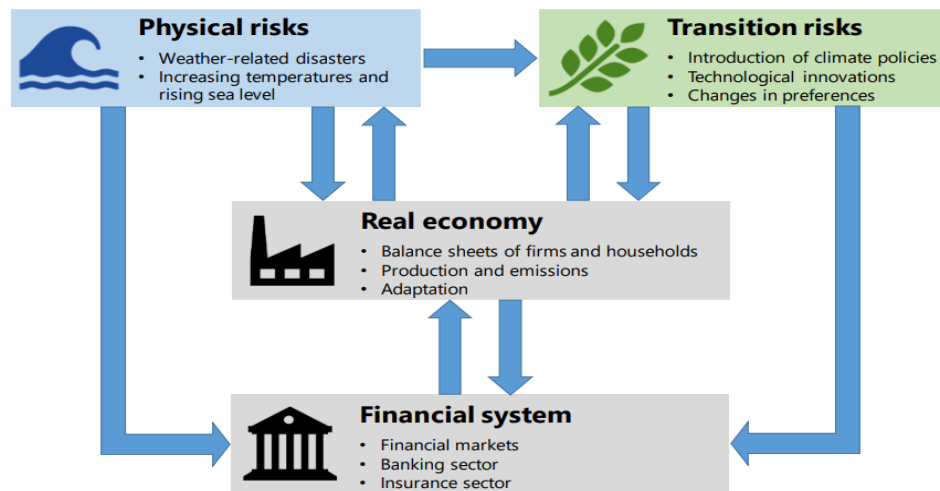 Physical risks
• Weather-related disasters
• Increasing temperatures and
rising sea level
Transition risks
• Introduction of climate policies
• Technological innovations
• Changes in preferences
Real economy
• Balance sheets of firms and households
• Production and emissions
• Adaptation
Financial system
• Financial markets
• Banking sector
• Insurance sector